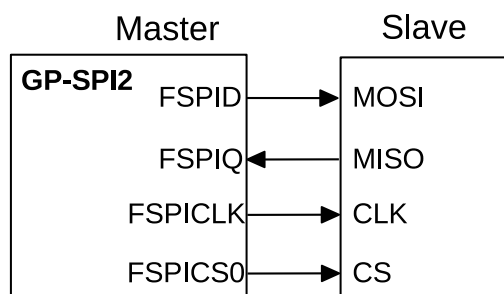 Master
Slave
GP-SPI2
FSPID
MOSI
FSPIQ
MISO
FSPICLK
CLK
FSPICS0
CS